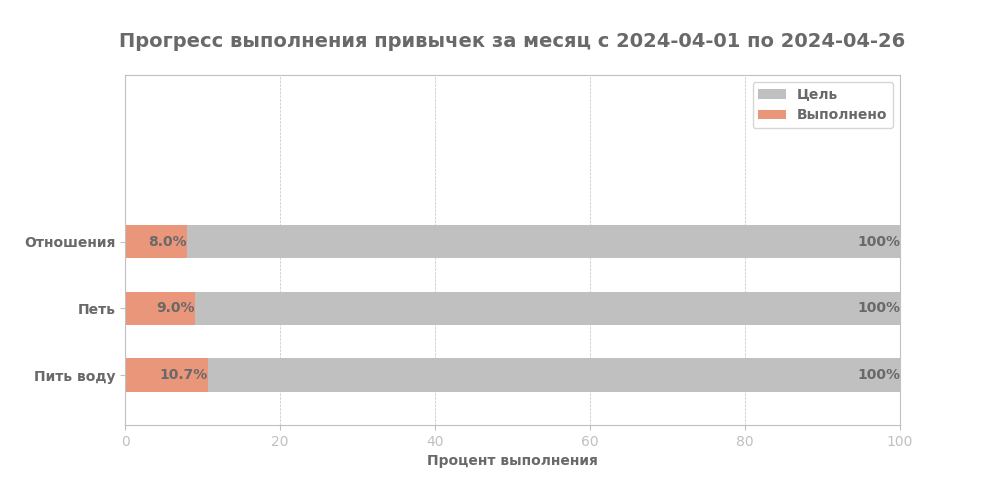 Прогресс выполнения привычек за месяц с 2024-04-01 по 2024-04-26
Цель
Выполнено
Отношения 8.0% 100%
Петь 9.0% 100%
Пить воду 10.7% 100%
0 20 40 60 80 100
Процент выполнения